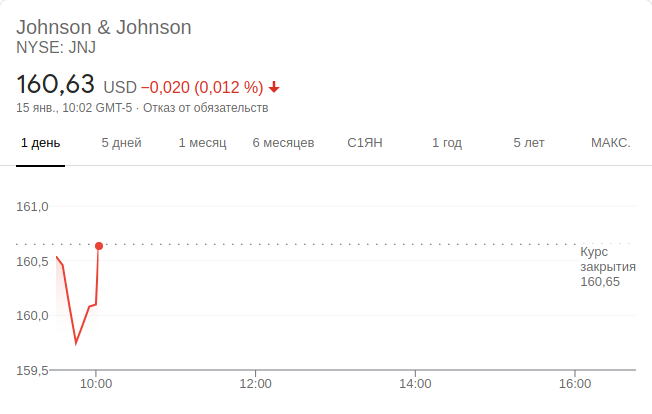 Johnson & Johnson
NYSE: JNJ
160,63 USD −0,020 (0,012 %)
15 янв., 10:02 GMT-5 · Отказ от обязательств
1 день 5 дней 1 месяц 6 месяцев С1ЯН 1 год 5 лет МАКС.
161,0
160,5
160,0
159,5
Курс
закрытия
160,65
10:00 12:00 14:00 16:00